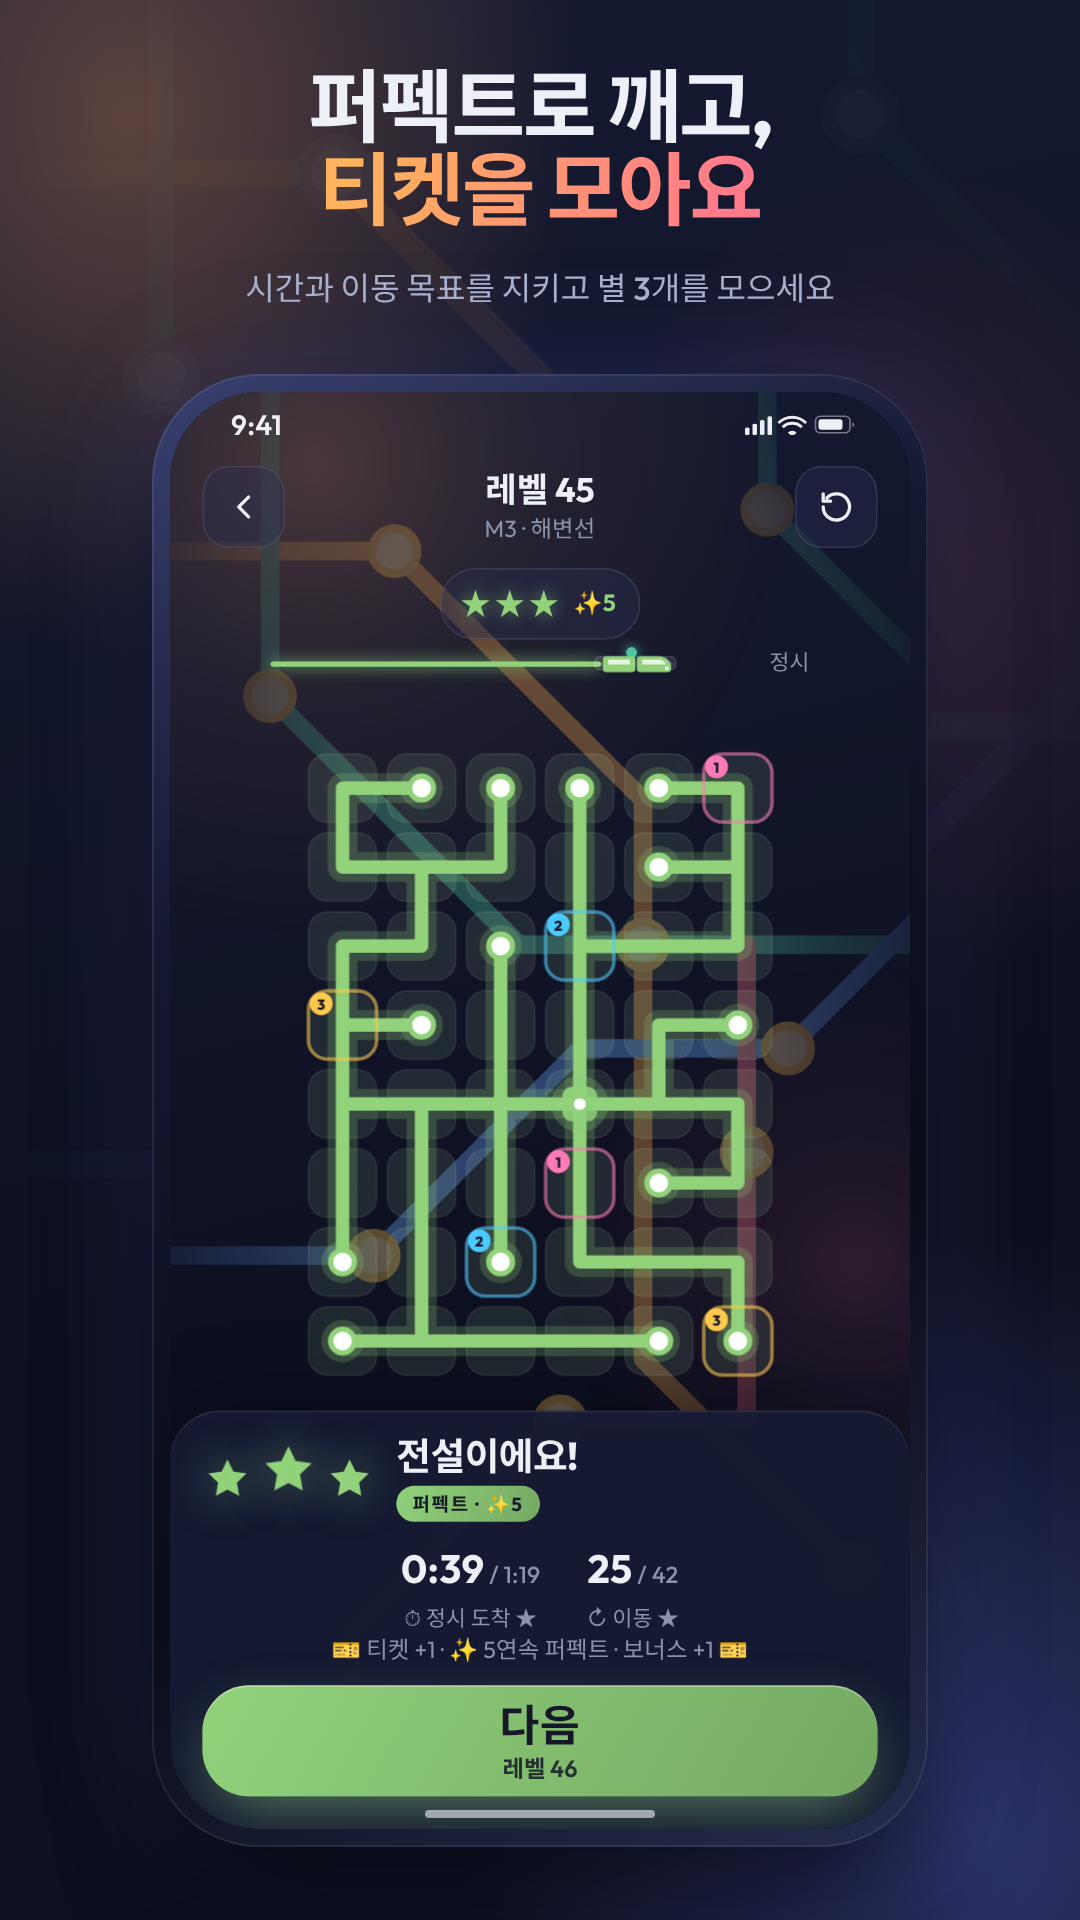 퍼펙트로 깨고,
티켓을 모아요
시간과 이동 목표를 지키고 별 3개를 모으세요
9:41
레벨 45
M3 · 해변선
★★★ ✨5
정시
1
2
3
1
2
3
전설이에요!
퍼펙트 · ✨5
0:39 / 1:19
25 / 42
⏱ 정시 도착 ★
↻ 이동 ★
🎫 티켓 +1 · ✨ 5연속 퍼펙트 · 보너스 +1 🎫
다음
레벨 46